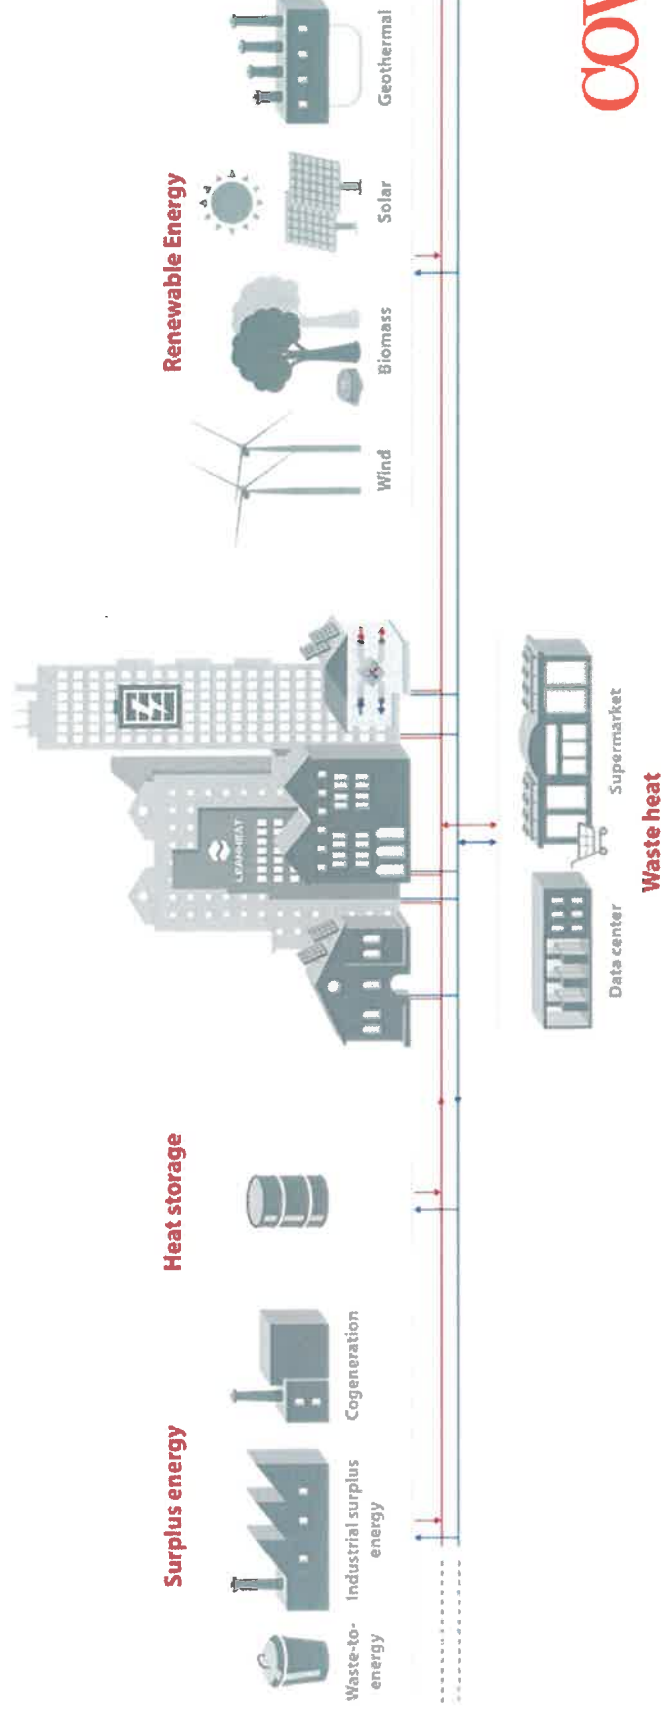 Surplus energy
Heat storage
Renewable Energy
LEANHEAT
Waste-to-
energy
Industrial surplus
energy
Cogeneration
Wind
Biomass
Solar
Geothermal
Data center
Supermarket
Waste heat